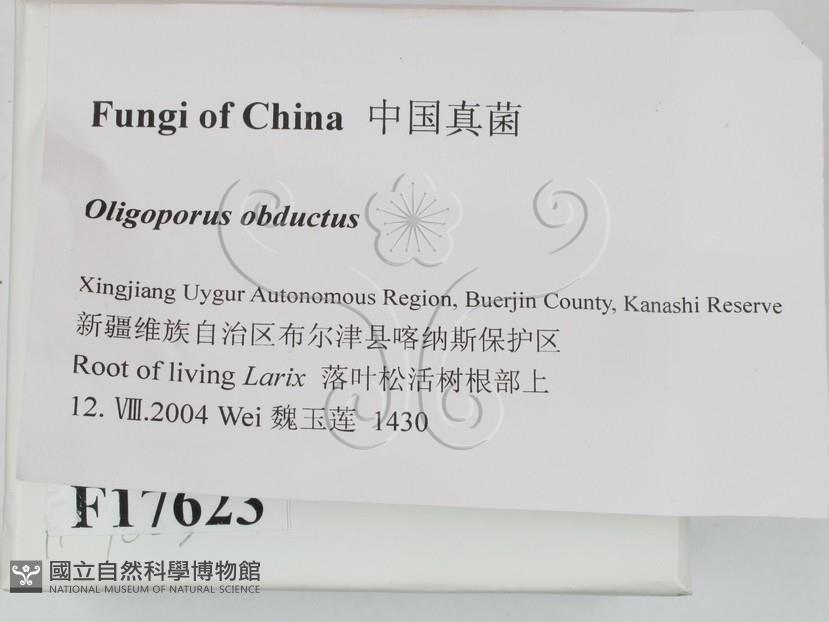 Fungi of China 中国真菌
Oligoporus obductus
Xingjiang Uygur Autonomous Region, Buerjin County, Kanashi Reserve
新疆维族自治区布尔津县喀纳斯保护区
Root of living Larix 落叶松活树根部上
12. Ⅷ.2004 Wei 魏玉莲 1430
F17623
國立自然科學博物館
NATIONAL MUSEUM OF NATURAL SCIENCE